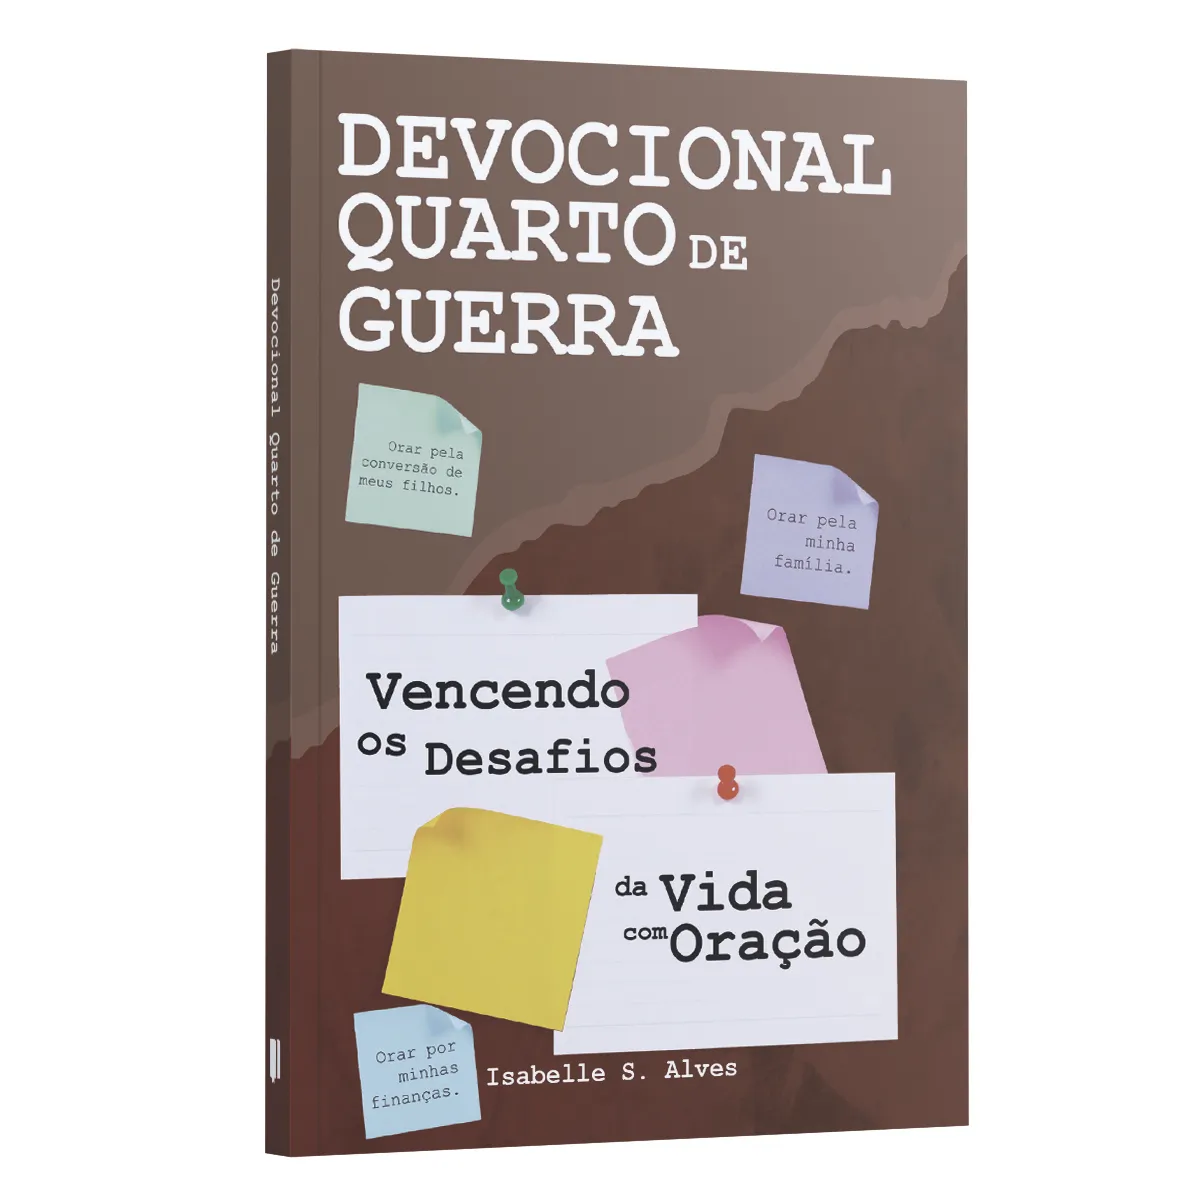 DEVOCIONAL
QUARTO DE
GUERRA
Devocional Quarto de Guerra
Orar pela
conversão de
meus filhos.
Orar pela
minha
família.
Vencendo
os Desafios
da Vida
com Oração
Orar por
minhas
finanças.
Isabelle S. Alves